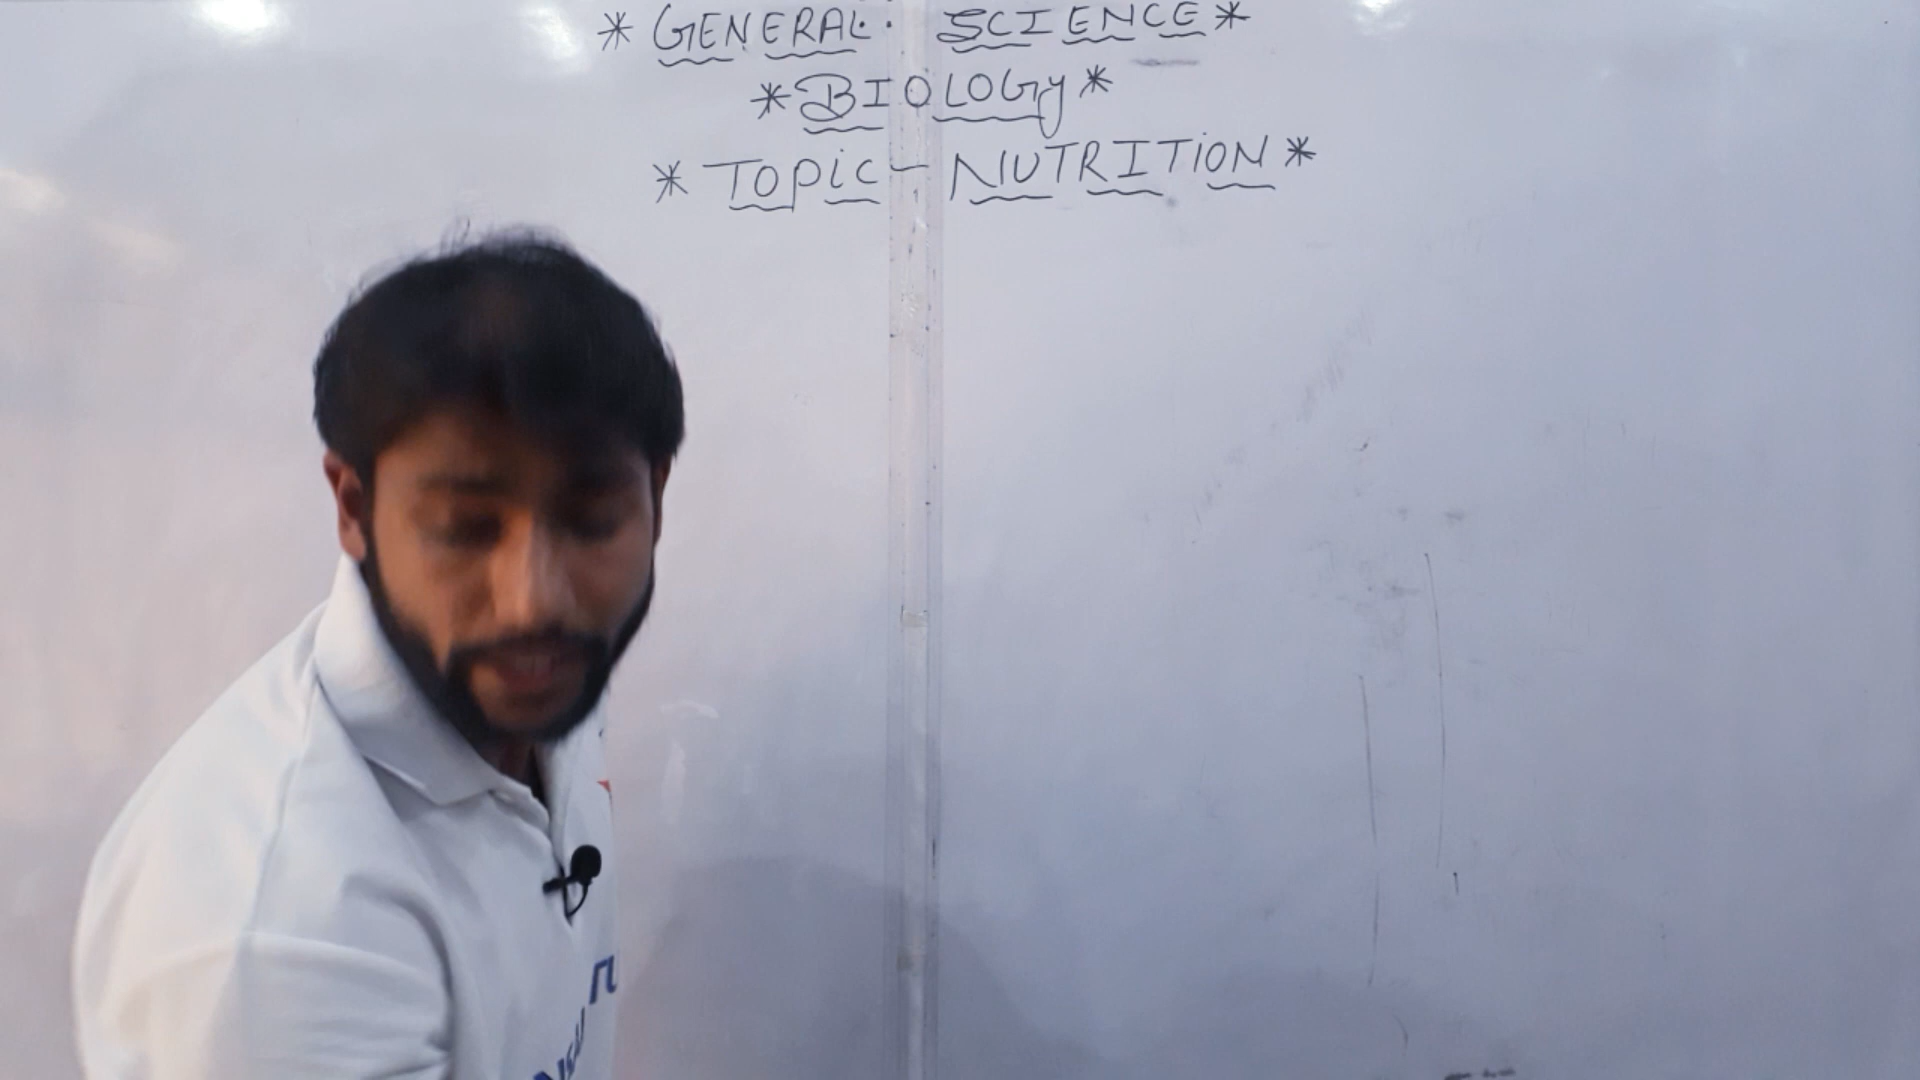 * GENERAL: SCIENCE *
* BIOLOGY *
* TOPIC - NUTRITION *